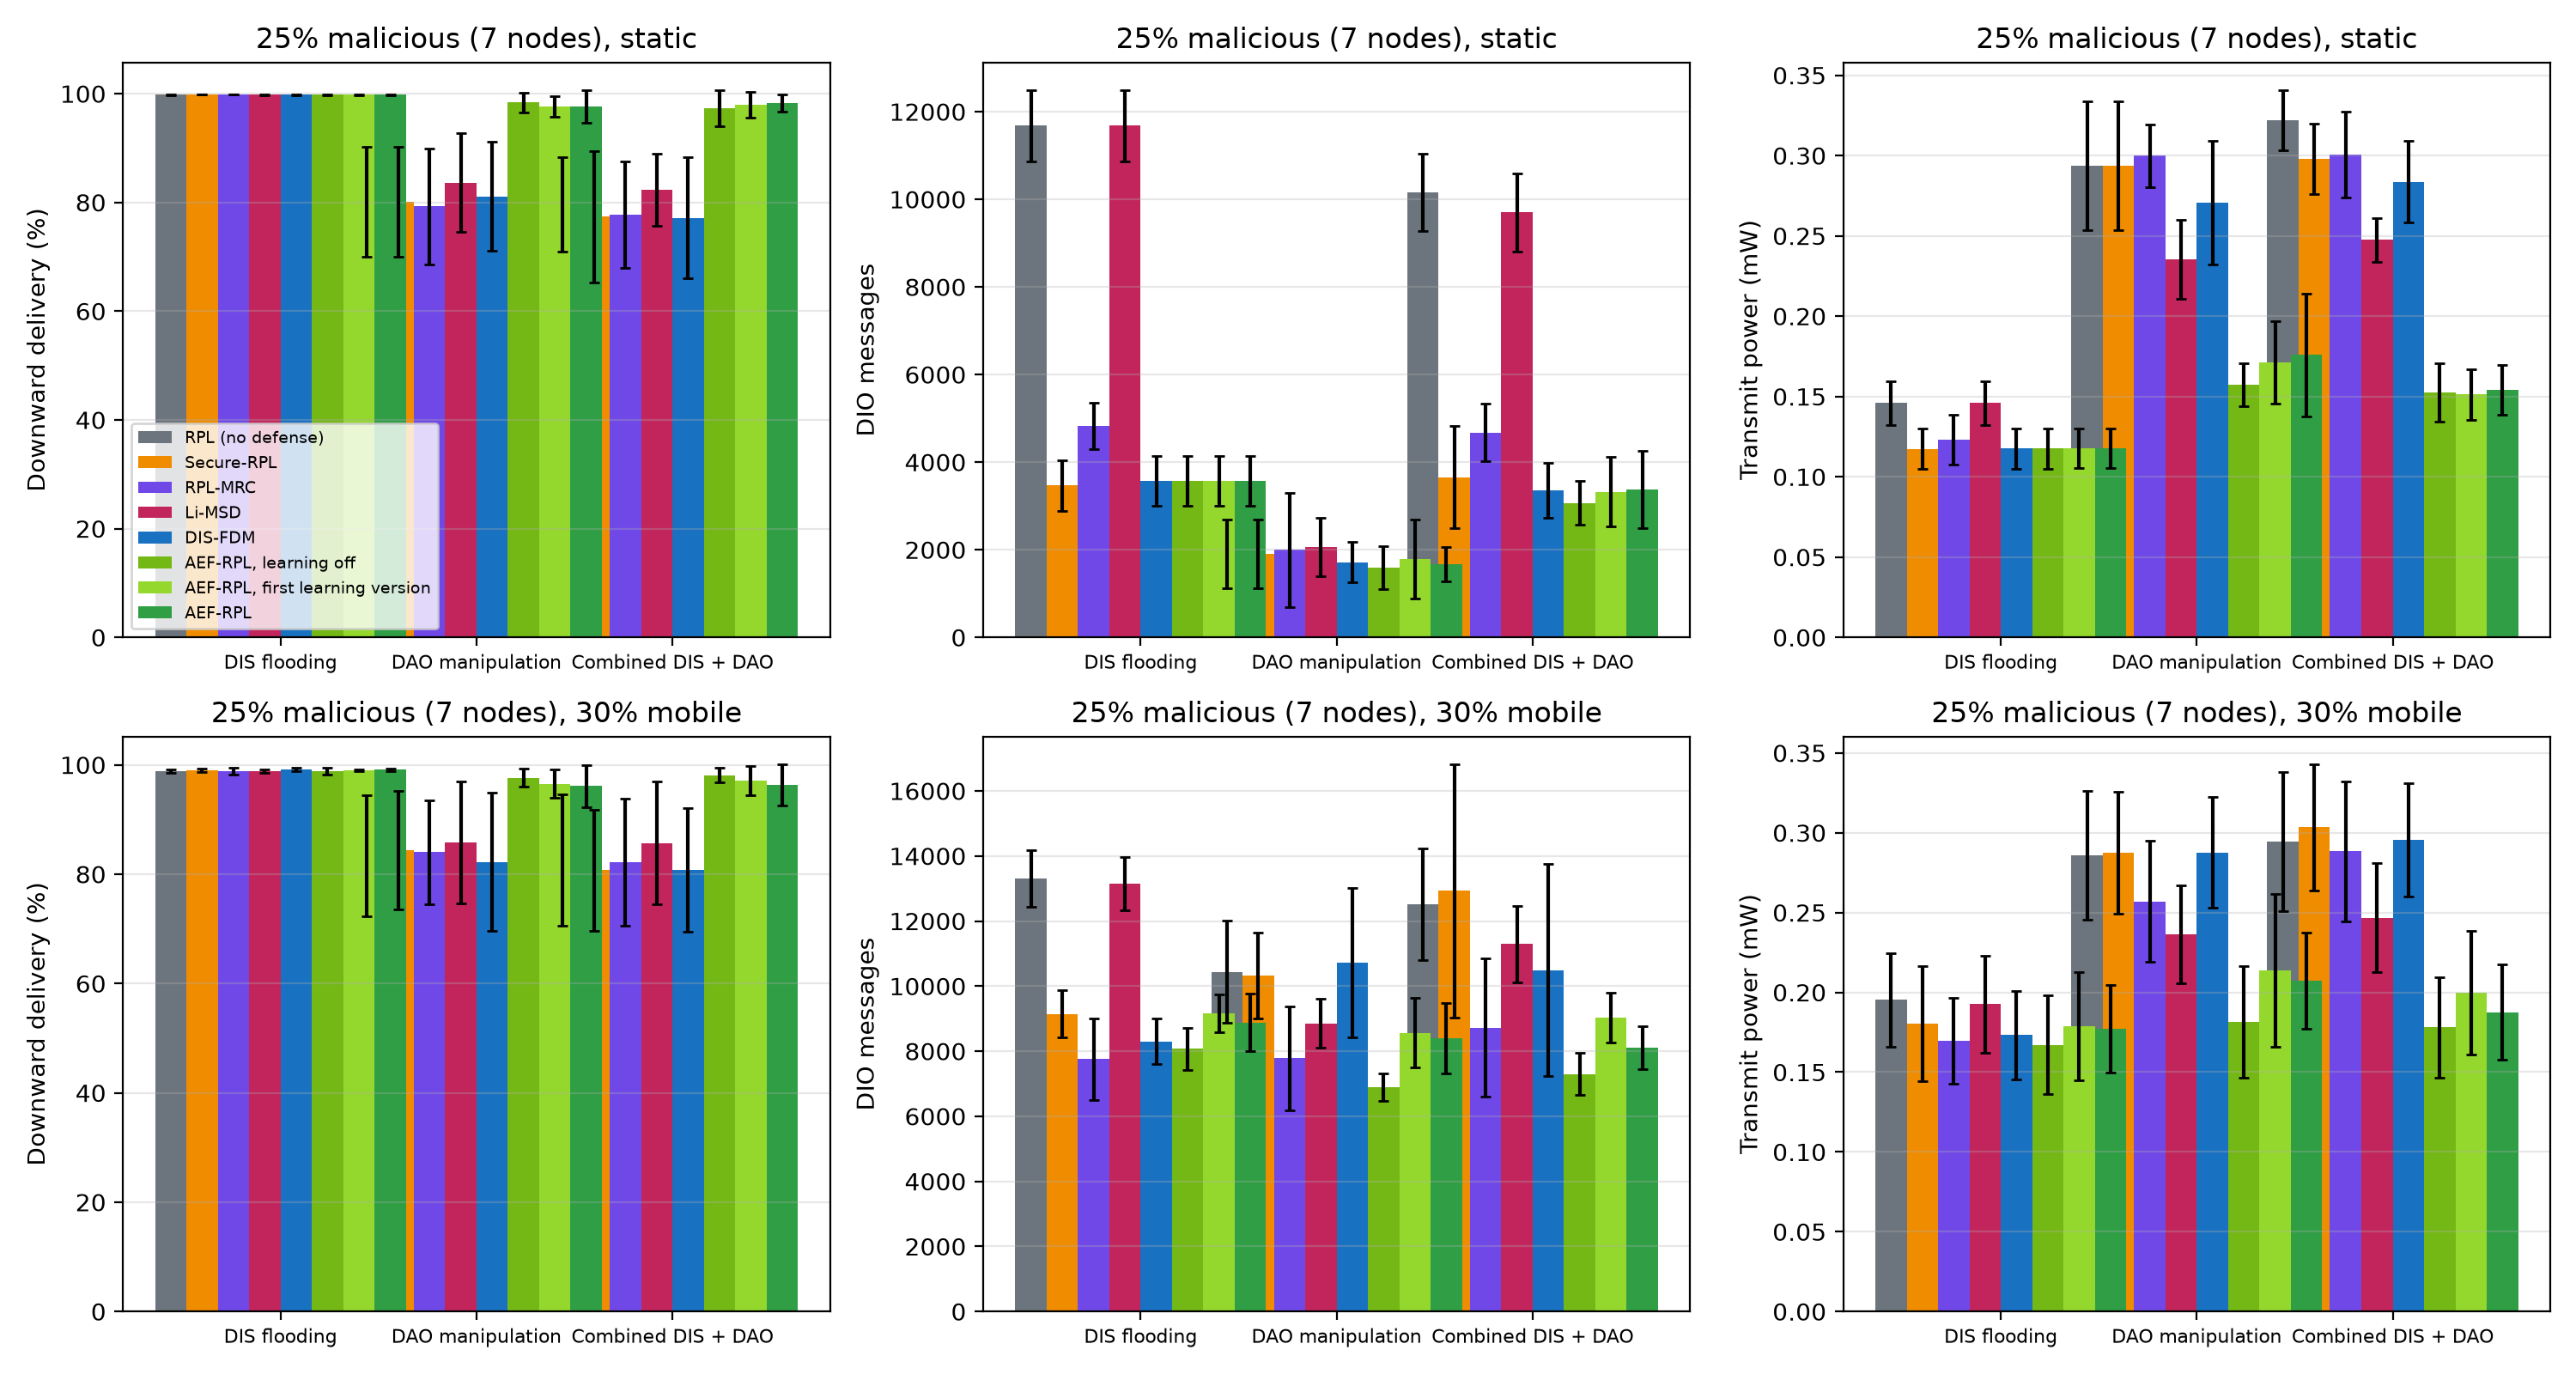 25% malicious (7 nodes), static
Downward delivery (%)
100
80
60
40
20
0
RPL (no defense)
Secure-RPL
RPL-MRC
Li-MSD
DIS-FDM
AEF-RPL, learning off
AEF-RPL, first learning version
AEF-RPL
DIS flooding
DAO manipulation
Combined DIS + DAO
25% malicious (7 nodes), static
DIO messages
12000
10000
8000
6000
4000
2000
0
DIS flooding
DAO manipulation
Combined DIS + DAO
25% malicious (7 nodes), static
Transmit power (mW)
0.35
0.30
0.25
0.20
0.15
0.10
0.05
0.00
DIS flooding
DAO manipulation
Combined DIS + DAO
25% malicious (7 nodes), 30% mobile
Downward delivery (%)
100
80
60
40
20
0
DIS flooding
DAO manipulation
Combined DIS + DAO
25% malicious (7 nodes), 30% mobile
DIO messages
16000
14000
12000
10000
8000
6000
4000
2000
0
DIS flooding
DAO manipulation
Combined DIS + DAO
25% malicious (7 nodes), 30% mobile
Transmit power (mW)
0.35
0.30
0.25
0.20
0.15
0.10
0.05
0.00
DIS flooding
DAO manipulation
Combined DIS + DAO